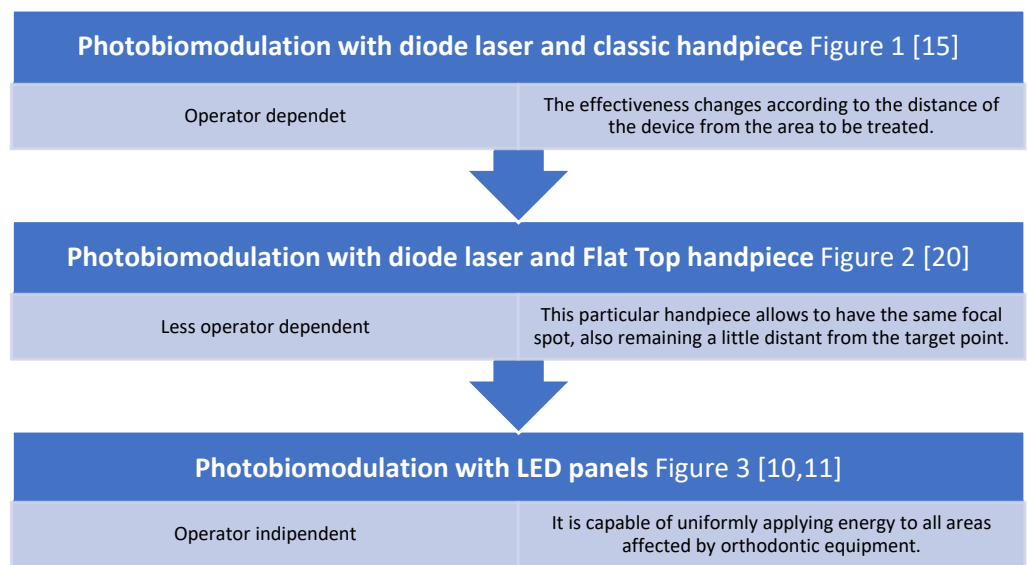 Photobiomodulation with diode laser and classic handpiece Figure 1 [15]
Operator dependet
The effectiveness changes according to the distance of
the device from the area to be treated.
Photobiomodulation with diode laser and Flat Top handpiece Figure 2 [20]
Less operator dependent
This particular handpiece allows to have the same focal
spot, also remaining a little distant from the target point.
Photobiomodulation with LED panels Figure 3 [10,11]
Operator indipendent
It is capable of uniformly applying energy to all areas
affected by orthodontic equipment.